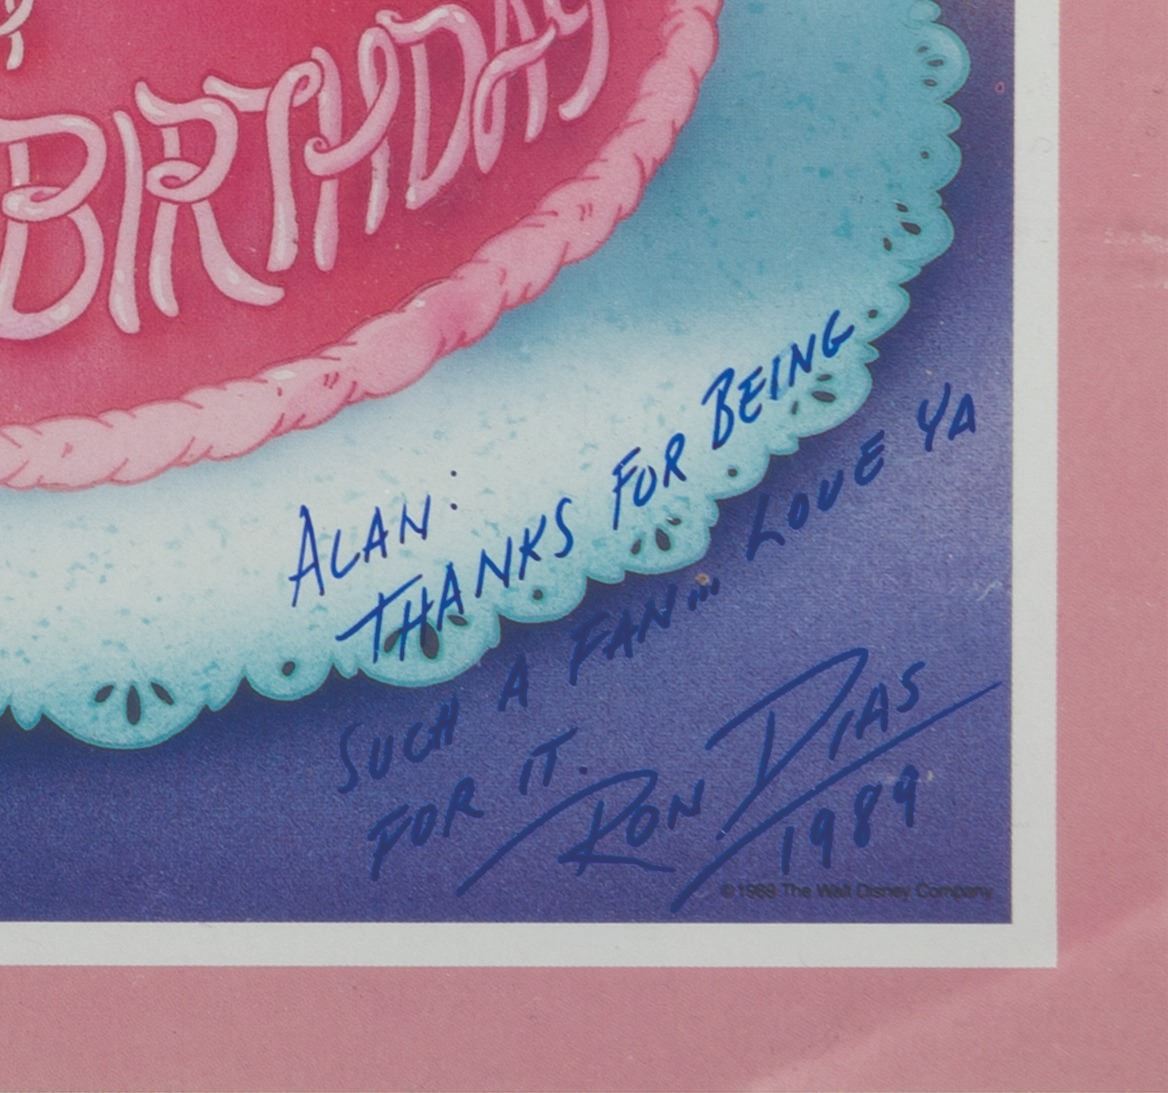 BIRTHDAY
ALAN:
THANKS FOR BEING
SUCH A FAN... LOVE YA
FOR IT.
RON DIAS
1989
©1989 The Walt Disney Company